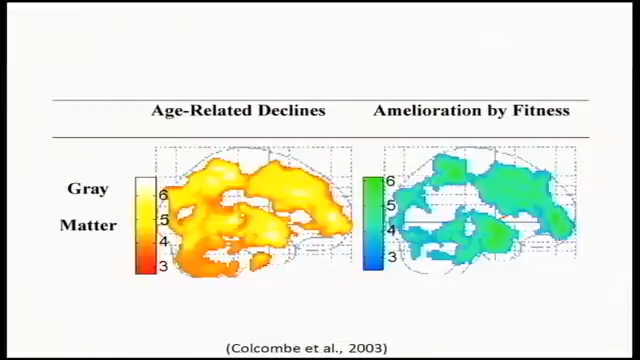 Age-Related Declines Amelioration by Fitness
Gray
Matter
6
5
4
3
6
5
4
3
(Colcombe et al., 2003)